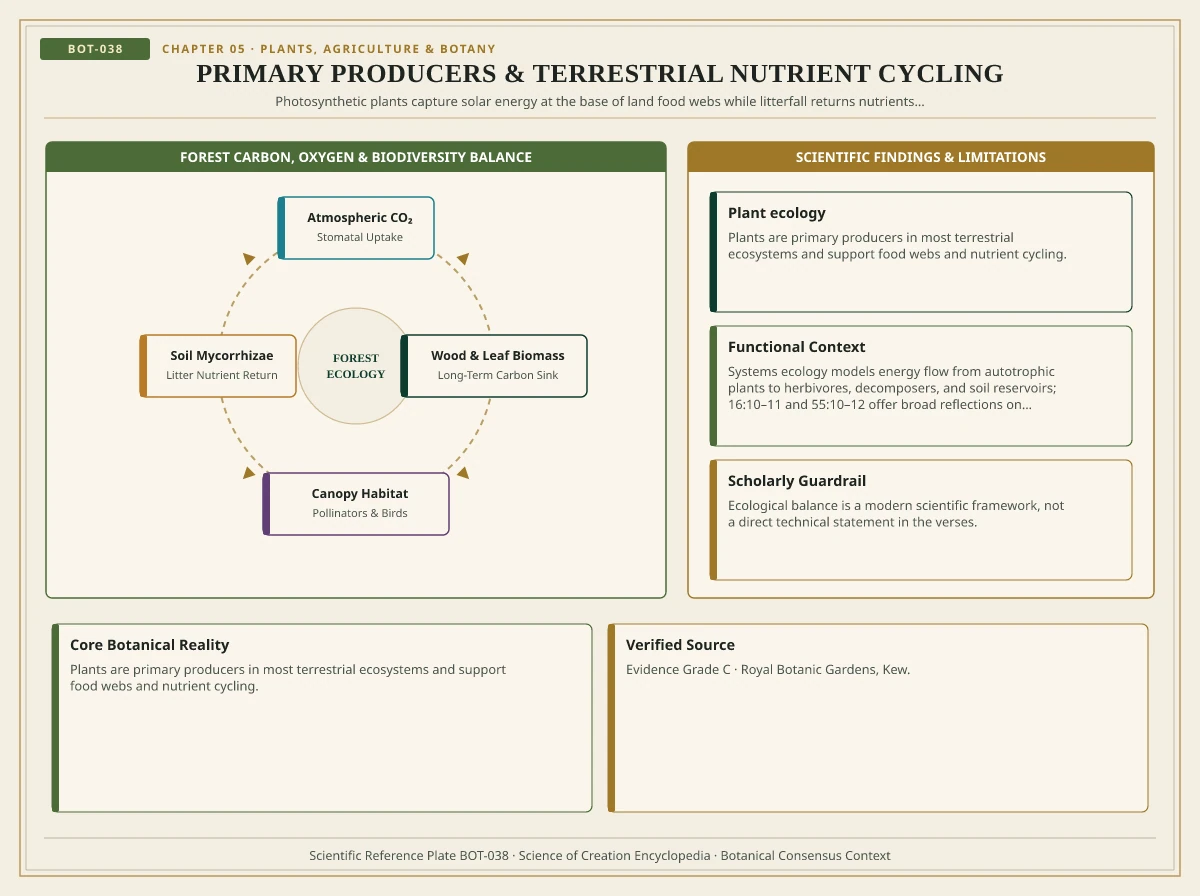 BOT-038
CHAPTER 05 · PLANTS, AGRICULTURE & BOTANY
PRIMARY PRODUCERS & TERRESTRIAL NUTRIENT CYCLING
Photosynthetic plants capture solar energy at the base of land food webs while litterfall returns nutrients…
FOREST CARBON, OXYGEN & BIODIVERSITY BALANCE
Atmospheric CO₂
Stomatal Uptake
Soil Mycorrhizae
Litter Nutrient Return
FOREST
ECOLOGY
Wood & Leaf Biomass
Long-Term Carbon Sink
Canopy Habitat
Pollinators & Birds
SCIENTIFIC FINDINGS & LIMITATIONS
Plant ecology
Plants are primary producers in most terrestrial
ecosystems and support food webs and nutrient cycling.
Functional Context
Systems ecology models energy flow from autotrophic
plants to herbivores, decomposers, and soil reservoirs;
16:10–11 and 55:10–12 offer broad reflections on…
Scholarly Guardrail
Ecological balance is a modern scientific framework, not
a direct technical statement in the verses.
Core Botanical Reality
Plants are primary producers in most terrestrial ecosystems and support
food webs and nutrient cycling.
Verified Source
Evidence Grade C · Royal Botanic Gardens, Kew.
Scientific Reference Plate BOT-038 · Science of Creation Encyclopedia · Botanical Consensus Context